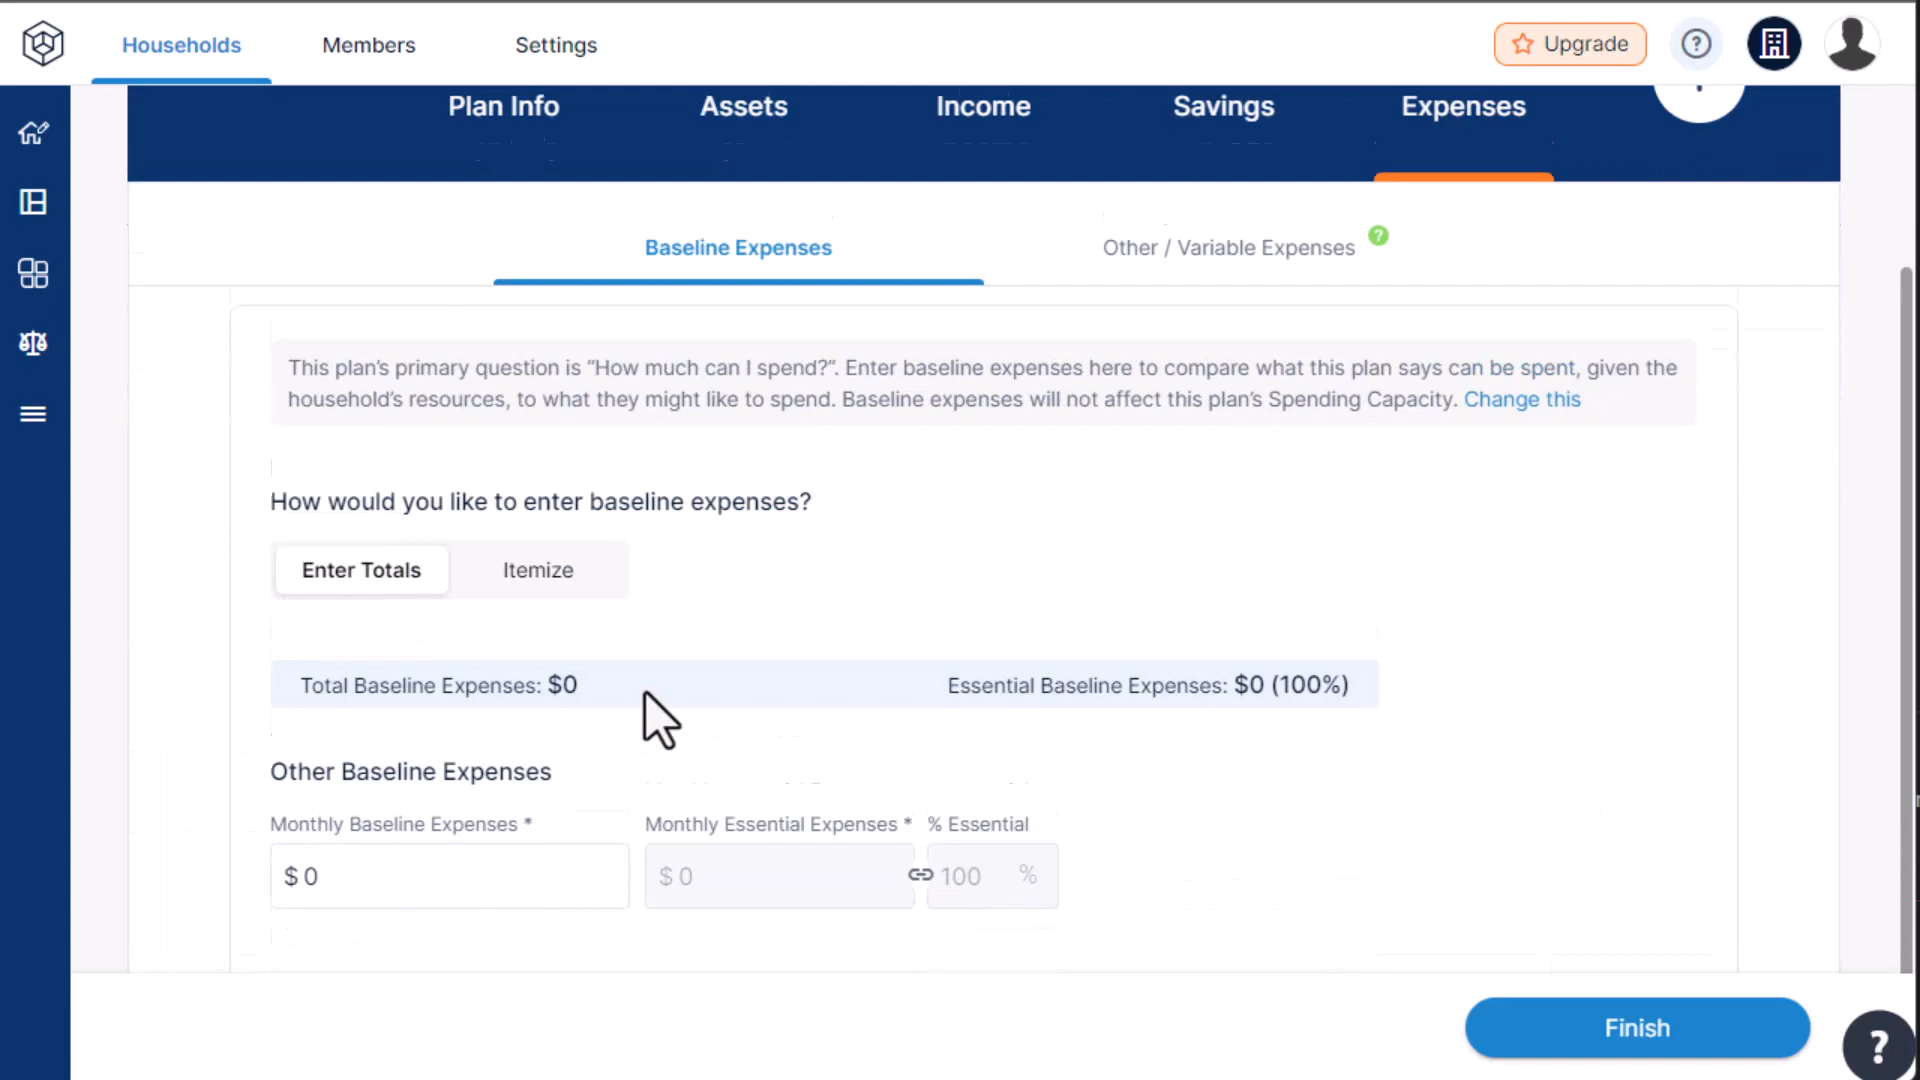 Households Members Settings Upgrade
Plan Info Assets Income Savings Expenses
Baseline Expenses Other / Variable Expenses ?
This plan's primary question is “How much can I spend?”. Enter baseline expenses here to compare what this plan says can be spent, given the
household's resources, to what they might like to spend. Baseline expenses will not affect this plan's Spending Capacity. Change this
How would you like to enter baseline expenses?
Enter Totals Itemize
Total Baseline Expenses: $0 Essential Baseline Expenses: $0 (100%)
Other Baseline Expenses
Monthly Baseline Expenses * Monthly Essential Expenses * % Essential
$ 0 $ 0 100 %
Finish
?